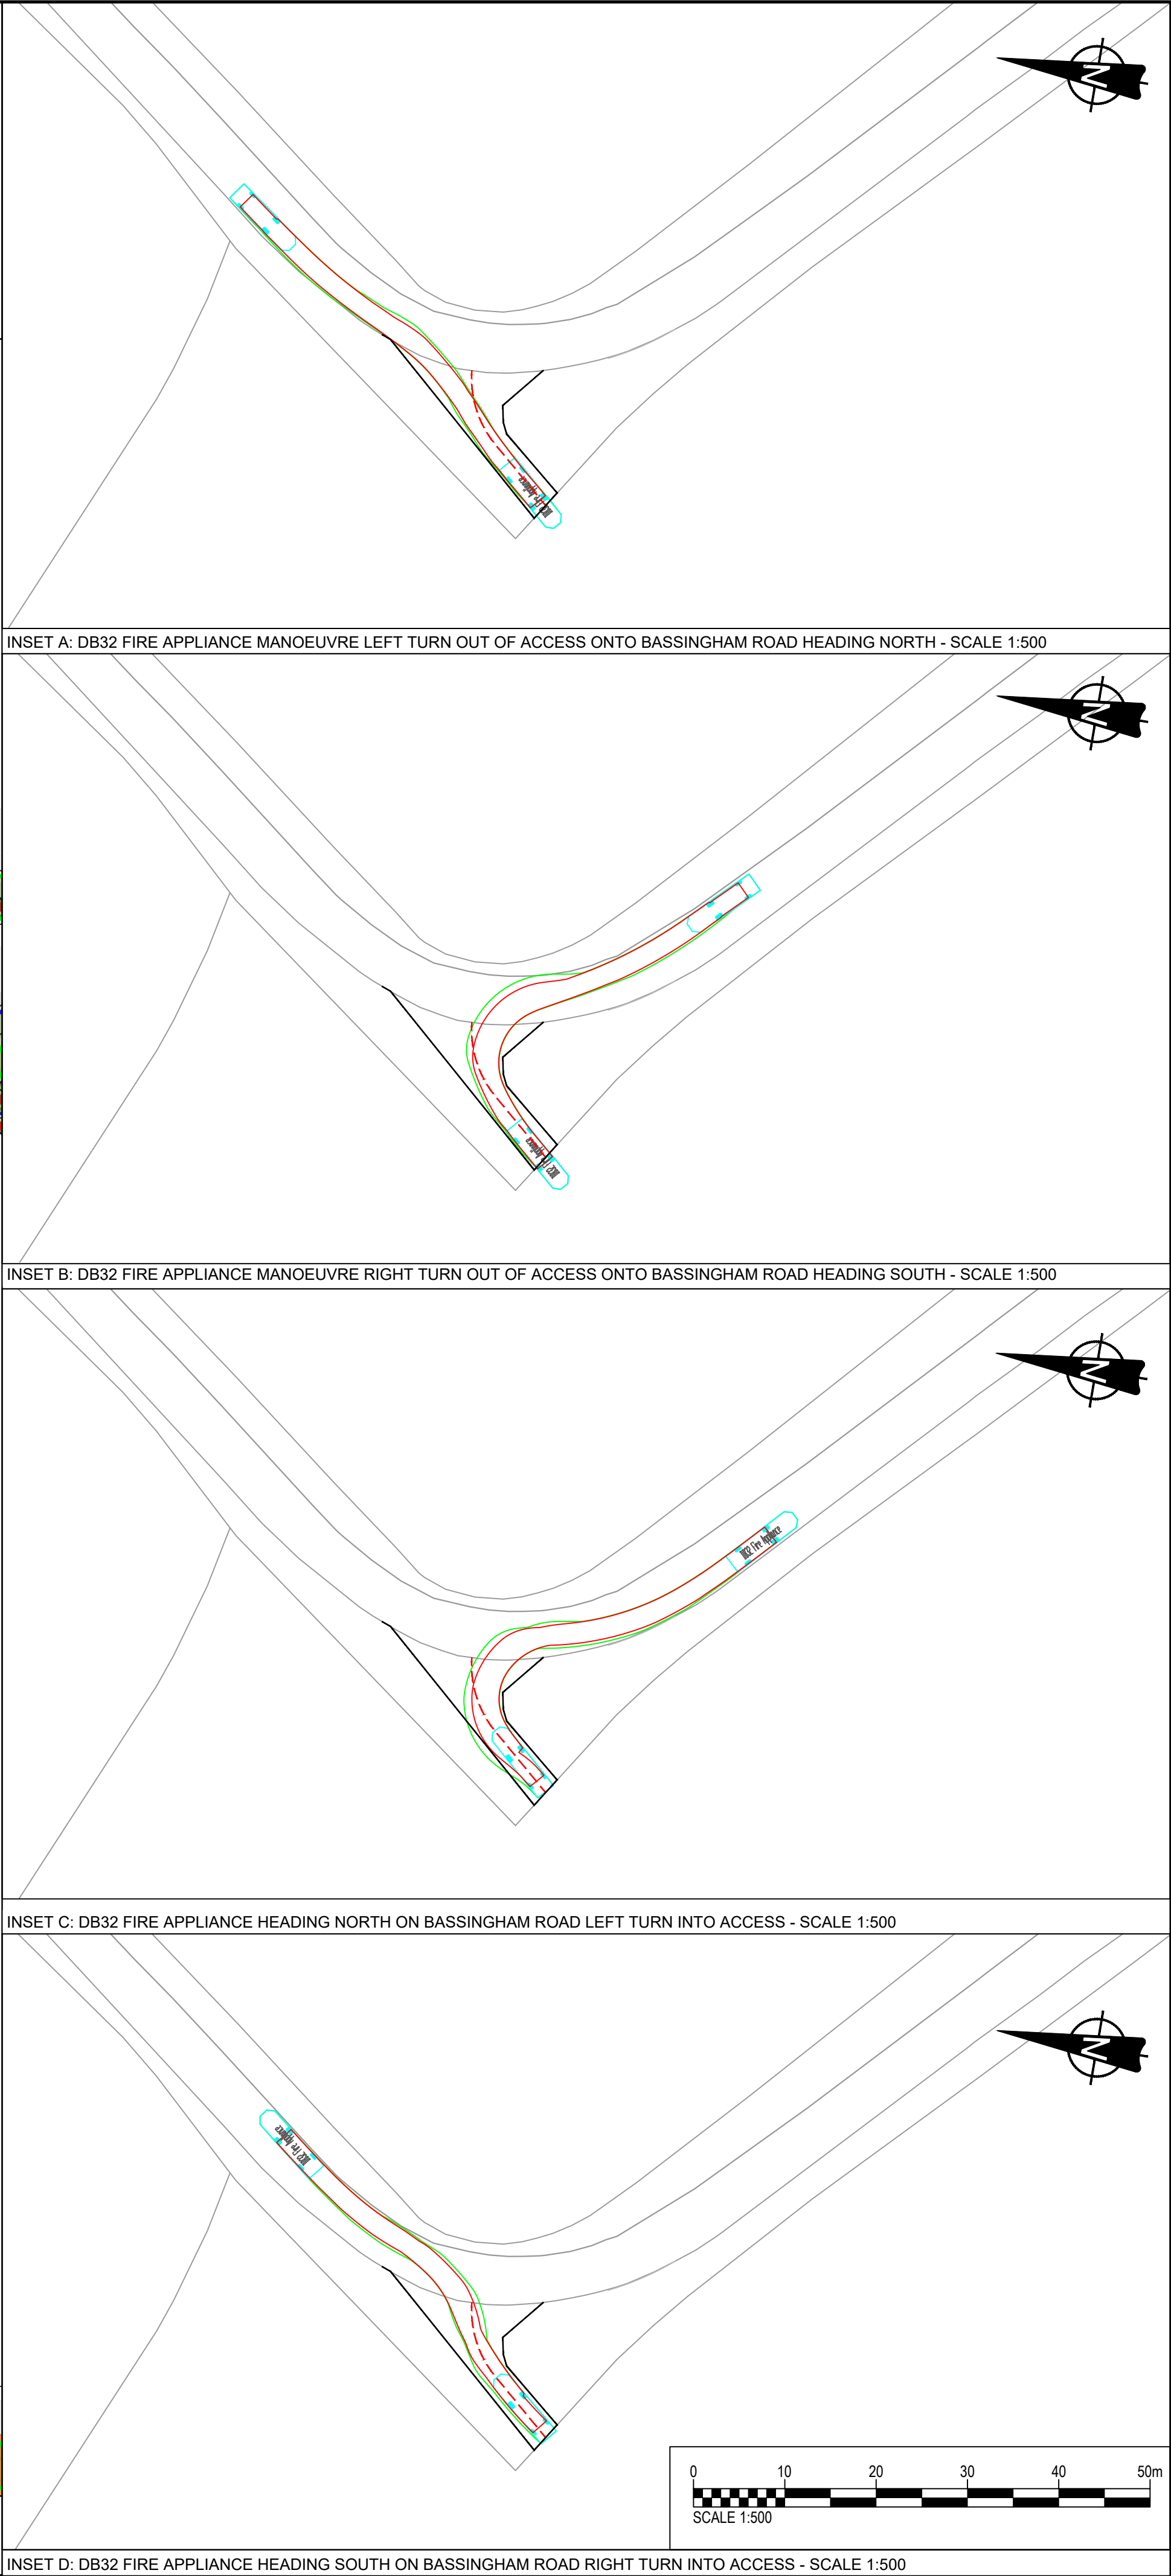 N
INSET A: DB32 FIRE APPLIANCE MANOEUVRE LEFT TURN OUT OF ACCESS ONTO BASSINGHAM ROAD HEADING NORTH - SCALE 1:500
N
INSET B: DB32 FIRE APPLIANCE MANOEUVRE RIGHT TURN OUT OF ACCESS ONTO BASSINGHAM ROAD HEADING SOUTH - SCALE 1:500
N
DB32 Fire Appliance
INSET C: DB32 FIRE APPLIANCE HEADING NORTH ON BASSINGHAM ROAD LEFT TURN INTO ACCESS - SCALE 1:500
N
DB32 Fire Appliance
0 10 20 30 40 50m
SCALE 1:500
INSET D: DB32 FIRE APPLIANCE HEADING SOUTH ON BASSINGHAM ROAD RIGHT TURN INTO ACCESS - SCALE 1:500